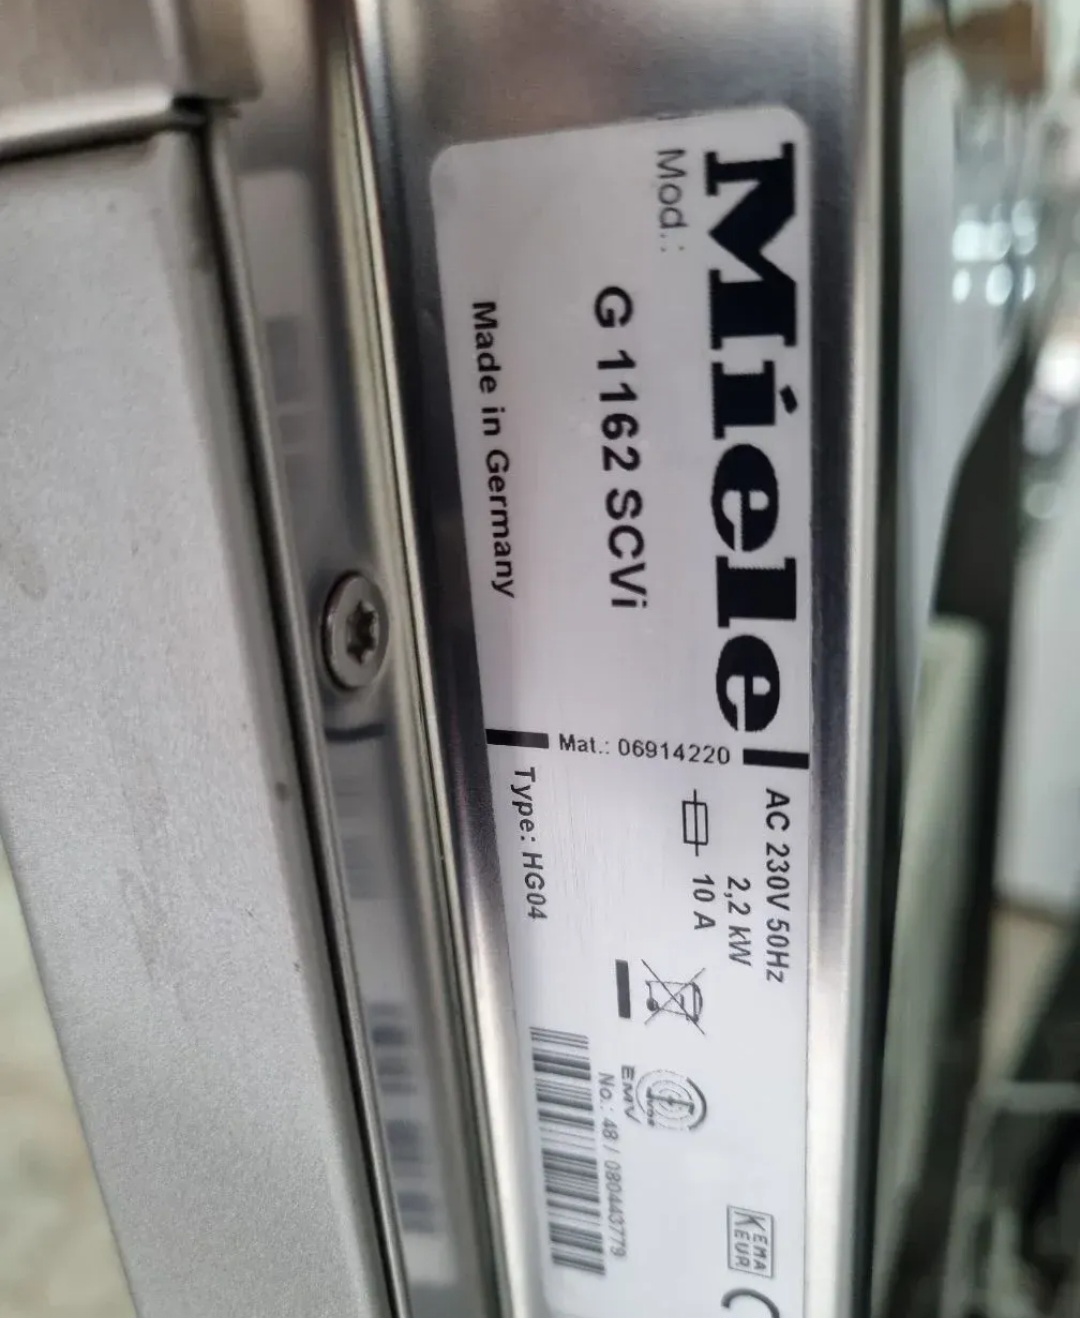 Miele
Mod.:
G 1162 SCVi
Made in Germany
Mat.: 06914220
AC 230V 50Hz
2,2 kW
10 A
Type: HG04
EMV
No.: 48 / 080443779
KEMA
KEUR